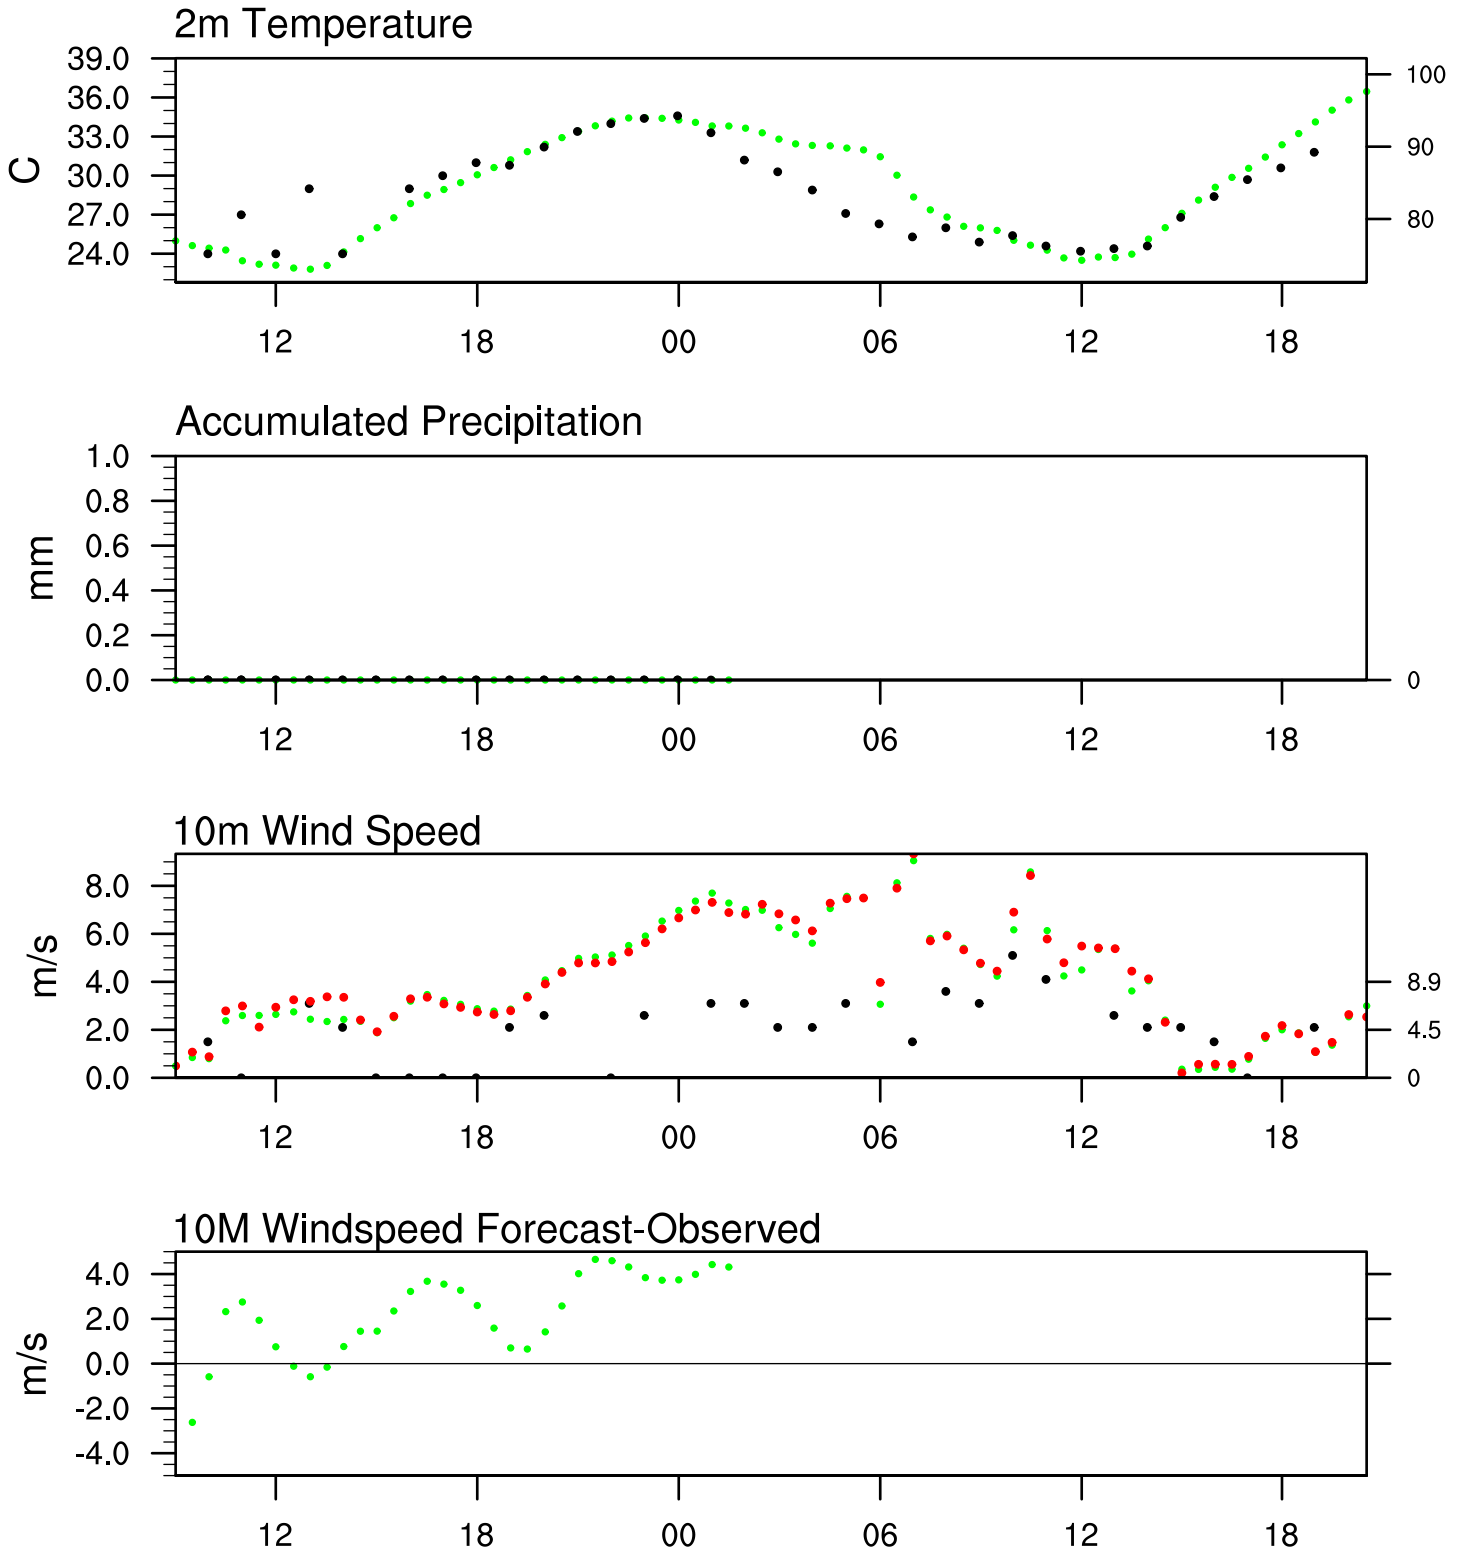 2m Temperature
39.0
36.0
33.0
30.0
27.0
24.0
C
100
90
80
12 18 00 06 12 18
Accumulated Precipitation
1.0
0.8
0.6
0.4
0.2
0.0
mm
0
12 18 00 06 12 18
10m Wind Speed
8.0
6.0
4.0
2.0
0.0
m/s
8.9
4.5
0
12 18 00 06 12 18
10M Windspeed Forecast-Observed
4.0
2.0
0.0
-2.0
-4.0
m/s
12 18 00 06 12 18